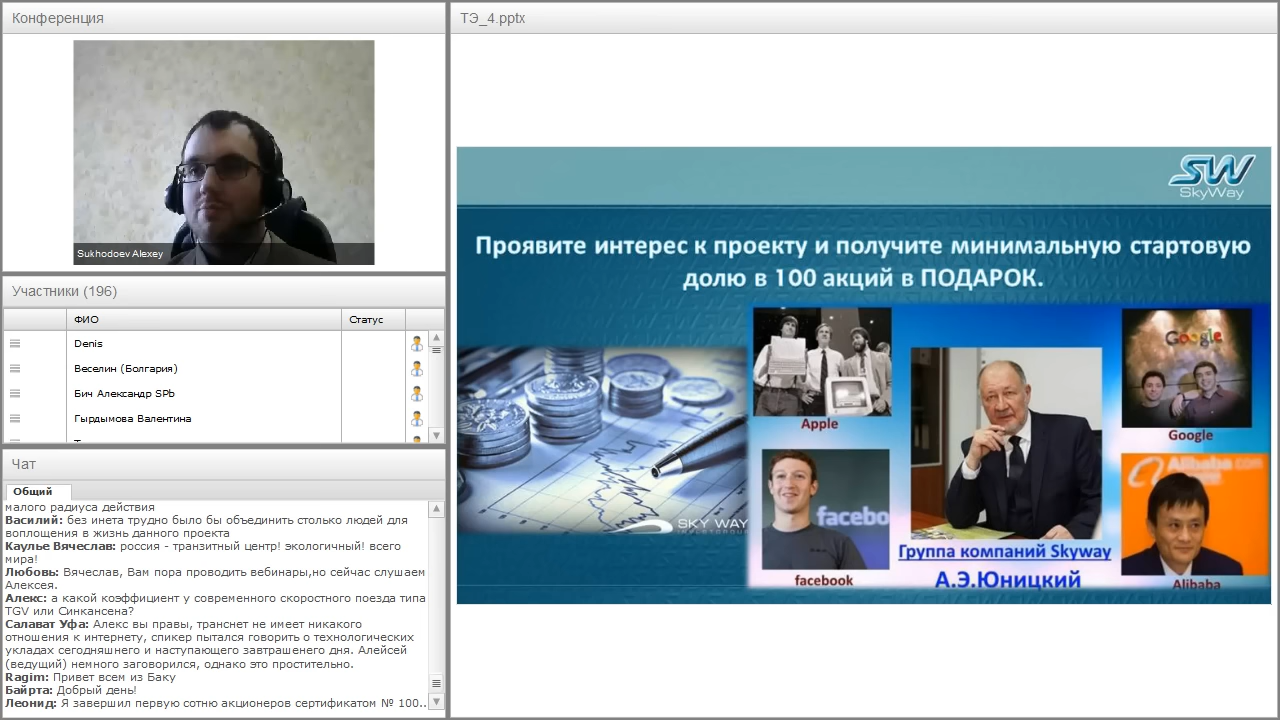 Конференция
Sukhodoev Alexey
Участники (196)
ФИО
Статус
Denis
Веселин (Болгария)
Бич Александр SPb
Гырдымова Валентина
Чат
Общий
малого радиуса действия
Василий: без инета трудно было бы объединить столько людей для
воплощения в жизнь данного проекта
Каулье Вячеслав: россия - транзитный центр! экологичный! всего
мира!
Любовь: Вячеслав, Вам пора проводить вебинары,но сейчас слушаем
Алексея.
Алекс: а какой коэффициент у современного скоростного поезда типа
TGV или Синкансена?
Салават Уфа: Алекс вы правы, транснет не имеет никакого
отношения к интернету, спикер пытался говорить о технологических
укладах сегодняшнего и наступающего завтрашенего дня. Алейсей
(ведущий) немного заговорился, однако это простительно.
Ragim: Привет всем из Баку
Байрта: Добрый день!
Леонид: Я завершил первую сотню акционеров сертификатом № 100..
ТЭ_4.pptx
SW
SkyWay
Проявите интерес к проекту и получите минимальную стартовую
долю в 100 акций в ПОДАРОК.
SKY WAY
Apple
Google
Google
facebo
facebook
Группа компаний Skyway
А.Э.Юницкий
Alibaba.com
Alibaba